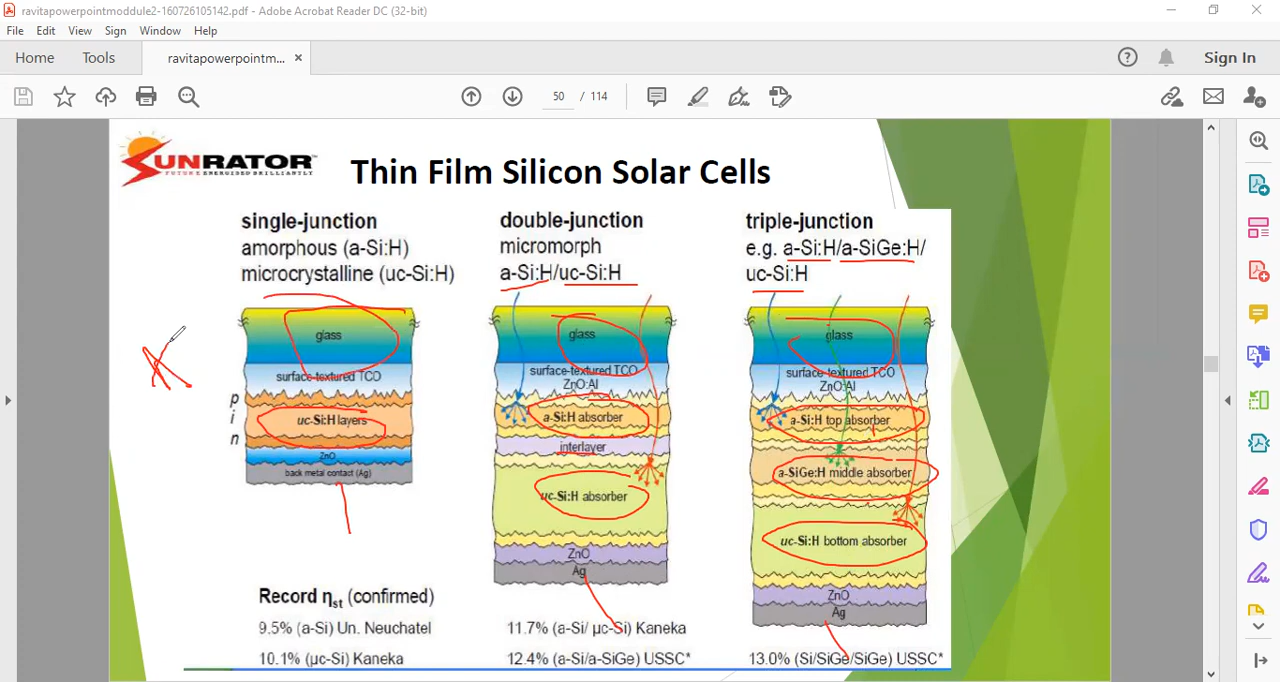 ravitapowerpointmoddule2-160726105142.pdf - Adobe Acrobat Reader DC (32-bit)
File Edit View Sign Window Help
Home Tools ravitapowerpointm... ×
Sign In
50 / 114
SUNRATOR
FUTURE ENERGISED BRILLIANTLY
Thin Film Silicon Solar Cells
single-junction
amorphous (a-Si:H)
microcrystalline (uc-Si:H)
glass
surface-textured TCO
p
i
n
uc-Si:H layers
ZnO
back metal contact (Ag)
Record ηst (confirmed)
9.5% (a-Si) Un. Neuchatel
10.1% (µc-Si) Kaneka
double-junction
micromorph
a-Si:H/uc-Si:H
glass
surface-textured TCO
ZnO:Al
a-Si:H absorber
interlayer
uc-Si:H absorber
ZnO
Ag
11.7% (a-Si/ µc-Si) Kaneka
12.4% (a-Si/a-SiGe) USSC*
triple-junction
e.g. a-Si:H/a-SiGe:H/
uc-Si:H
glass
surface-textured TCO
ZnO:Al
a-Si:H top absorber
a-SiGe:H middle absorber
uc-Si:H bottom absorber
ZnO
Ag
13.0% (Si/SiGe/SiGe) USSC*